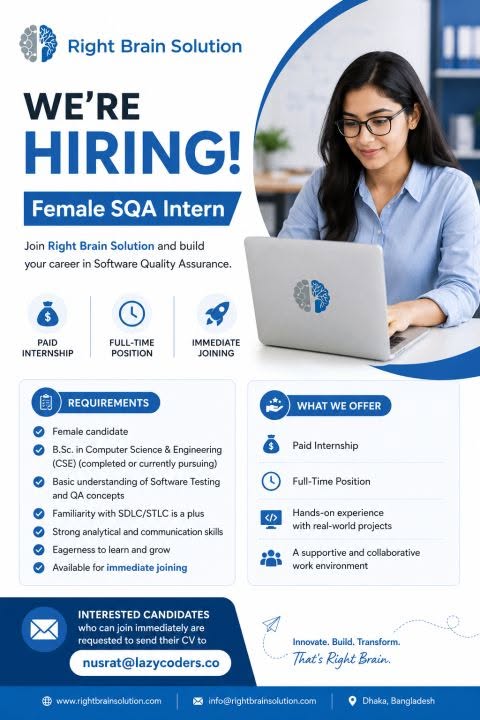 Right Brain Solution
WE'RE
HIRING!
Female SQA Intern
Join Right Brain Solution and build
your career in Software Quality Assurance.
PAID
INTERNSHIP
FULL-TIME
POSITION
IMMEDIATE
JOINING
REQUIREMENTS
Female candidate
B.Sc. in Computer Science & Engineering
(CSE) (completed or currently pursuing)
Basic understanding of Software Testing
and QA concepts
Familiarity with SDLC/STLC is a plus
Strong analytical and communication skills
Eagerness to learn and grow
Available for immediate joining
WHAT WE OFFER
Paid Internship
Full-Time Position
Hands-on experience
with real-world projects
A supportive and collaborative
work environment
INTERESTED CANDIDATES
who can join immediately are
requested to send their CV to
nusrat@lazycoders.co
Innovate. Build. Transform.
That's Right Brain.
www.rightbrainsolution.com
info@rightbrainsolution.com
Dhaka, Bangladesh